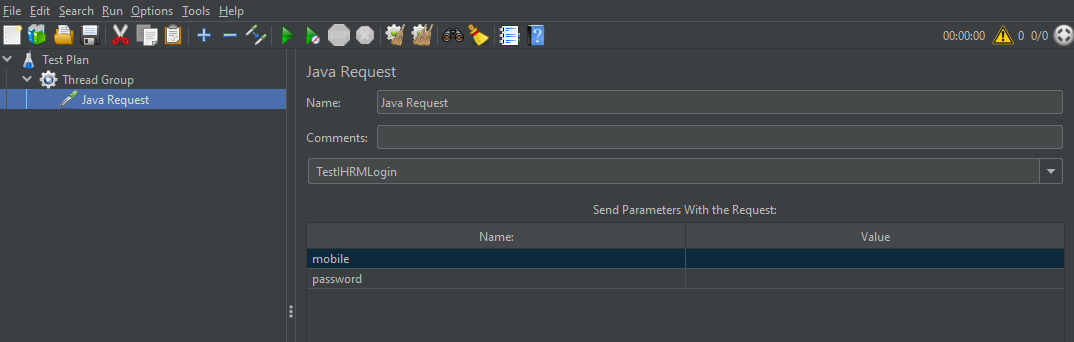 File Edit Search Run Options Tools Help
STOP 00:00:00 0 0/0
Test Plan
Thread Group
Java Request
Java Request
Name: Java Request
Comments:
TestIHRMLogin
Send Parameters With the Request:
Name: Value
mobile
password